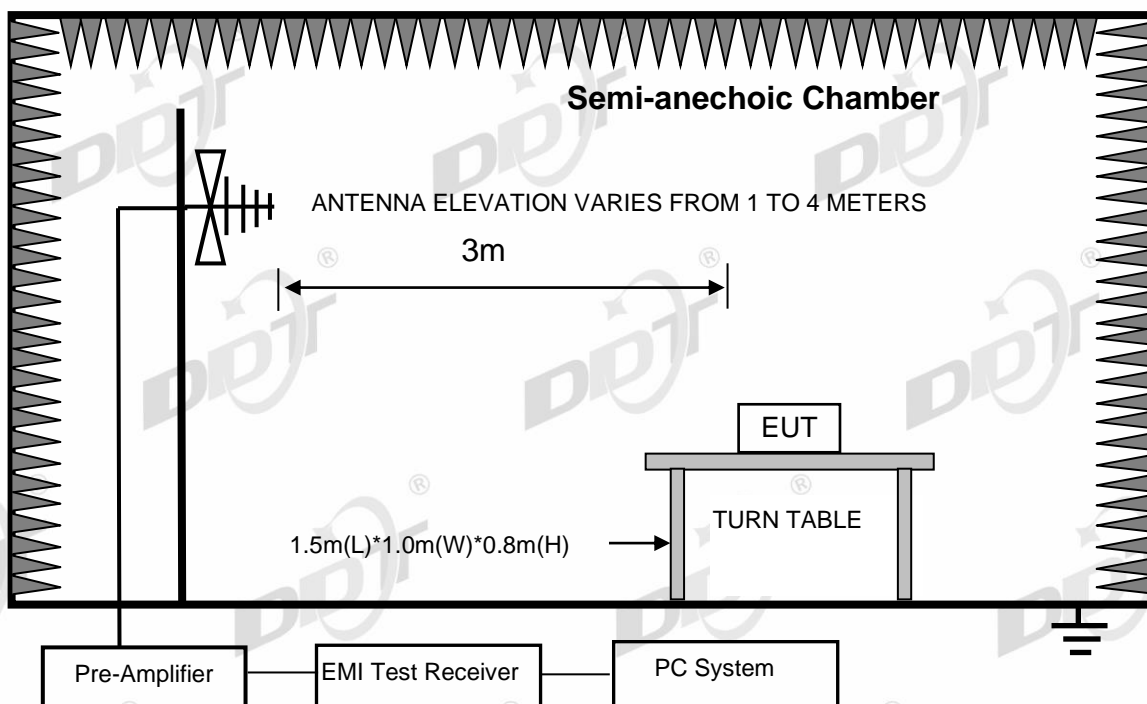 Semi-anechoic Chamber
ANTENNA ELEVATION VARIES FROM 1 TO 4 METERS
3m
EUT
TURN TABLE
1.5m(L)*1.0m(W)*0.8m(H)
Pre-Amplifier
EMI Test Receiver
PC System
DDT
®